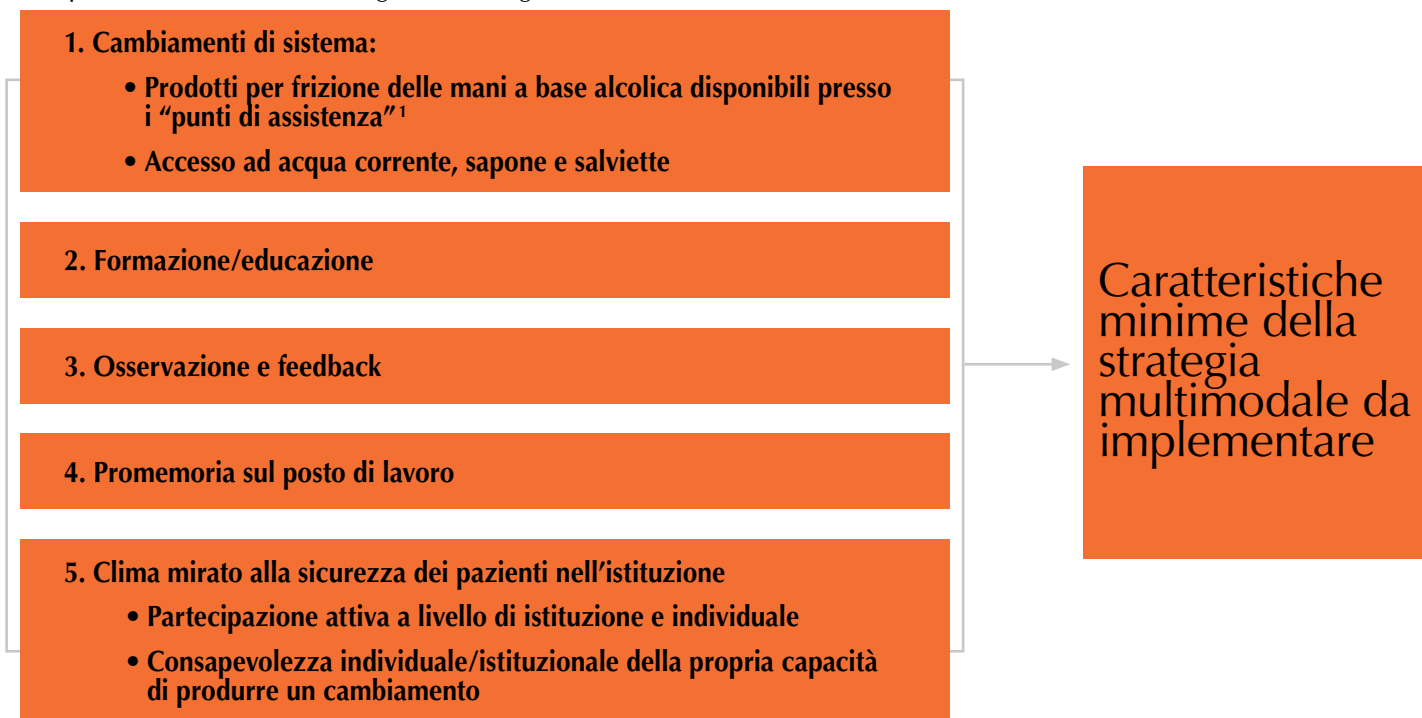 1. Cambiamenti di sistema:
• Prodotti per frizione delle mani a base alcolica disponibili presso
i “punti di assistenza” 1
• Accesso ad acqua corrente, sapone e salviette
2. Formazione/educazione
3. Osservazione e feedback
4. Promemoria sul posto di lavoro
5. Clima mirato alla sicurezza dei pazienti nell’istituzione
• Partecipazione attiva a livello di istituzione e individuale
• Consapevolezza individuale/istituzionale della propria capacità
di produrre un cambiamento
Caratteristiche
minime della
strategia
multimodale da
implementare